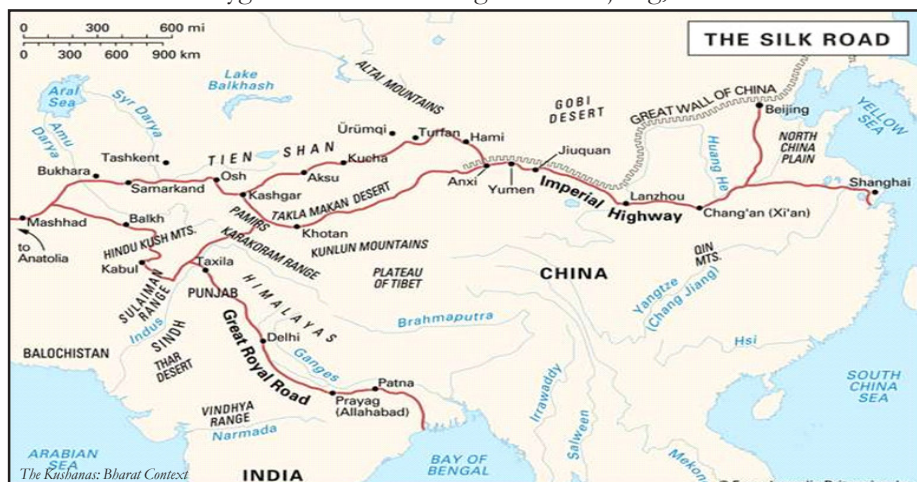 0 300 600 mi
0 300 600 900 km
THE SILK ROAD
Aral
Sea
Syr Darya
Amu
Darya
Lake
Balkhash
ALTAI MOUNTAINS
GOBI
DESERT
GREAT WALL OF CHINA
Beijing
YELLOW
SEA
NORTH
CHINA
PLAIN
Huang He
Ürümqi
Turfan
Hami
Jiuquan
Tashkent
TIEN SHAN
Kucha
Bukhara
Samarkand
Osh
Aksu
Anxi
Yumen
Imperial Highway
Lanzhou
Chang'an (Xi'an)
Shanghai
Kashgar
TAKLA MAKAN DESERT
Mashhad
to
Anatolia
Balkh
PAMIRS
Khotan
HINDU KUSH MTS.
KARAKORAM RANGE
KUNLUN MOUNTAINS
Kabul
Taxila
PLATEAU
OF TIBET
CHINA
QIN
MTS.
Yangtze
(Chang Jiang)
SULAIMAN
RANGE
PUNJAB
HIMALAYAS
Indus
SINDH
Great Royal Road
Brahmaputra
Hsi
BALOCHISTAN
THAR
DESERT
Delhi
Ganges
Patna
Prayag
(Allahabad)
VINDHYA
RANGE
Narmada
Irrawaddy
Salween
Mekong
SOUTH
CHINA
SEA
ARABIAN
SEA
INDIA
BAY OF
BENGAL
The Kushanas: Bharat Context